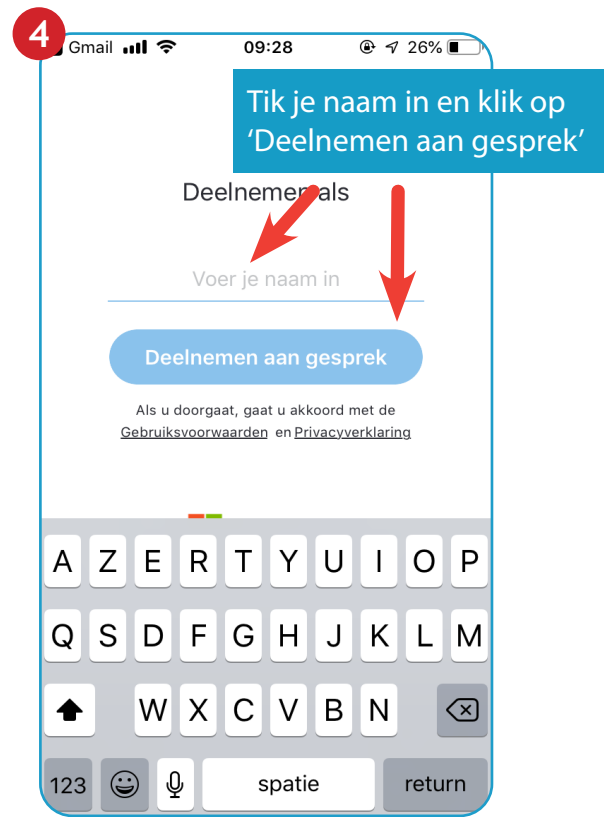 4
Gmail 09:28 26%
Tik je naam in en klik op
‘Deelnemen aan gesprek’
Deelnemen als
Voer je naam in
Deelnemen aan gesprek
Als u doorgaat, gaat u akkoord met de
Gebruiksvoorwaarden en Privacyverklaring
A Z E R T Y U I O P
Q S D F G H J K L M
W X C V B N
123 spatie return